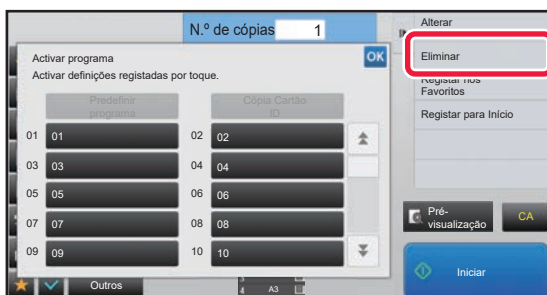 N.º de cópias 1
Activar programa
OK
Activar definições registadas por toque.
Predefinir
programa
Cópia Cartão
ID
01 01
02 02
03 03
04 04
05 05
06 06
07 07
08 08
09 09
10 10
Outros
4 A3
Alterar
Eliminar
Registar nos
Favoritos
Registar para Início
Pré-
visualização
CA
Iniciar